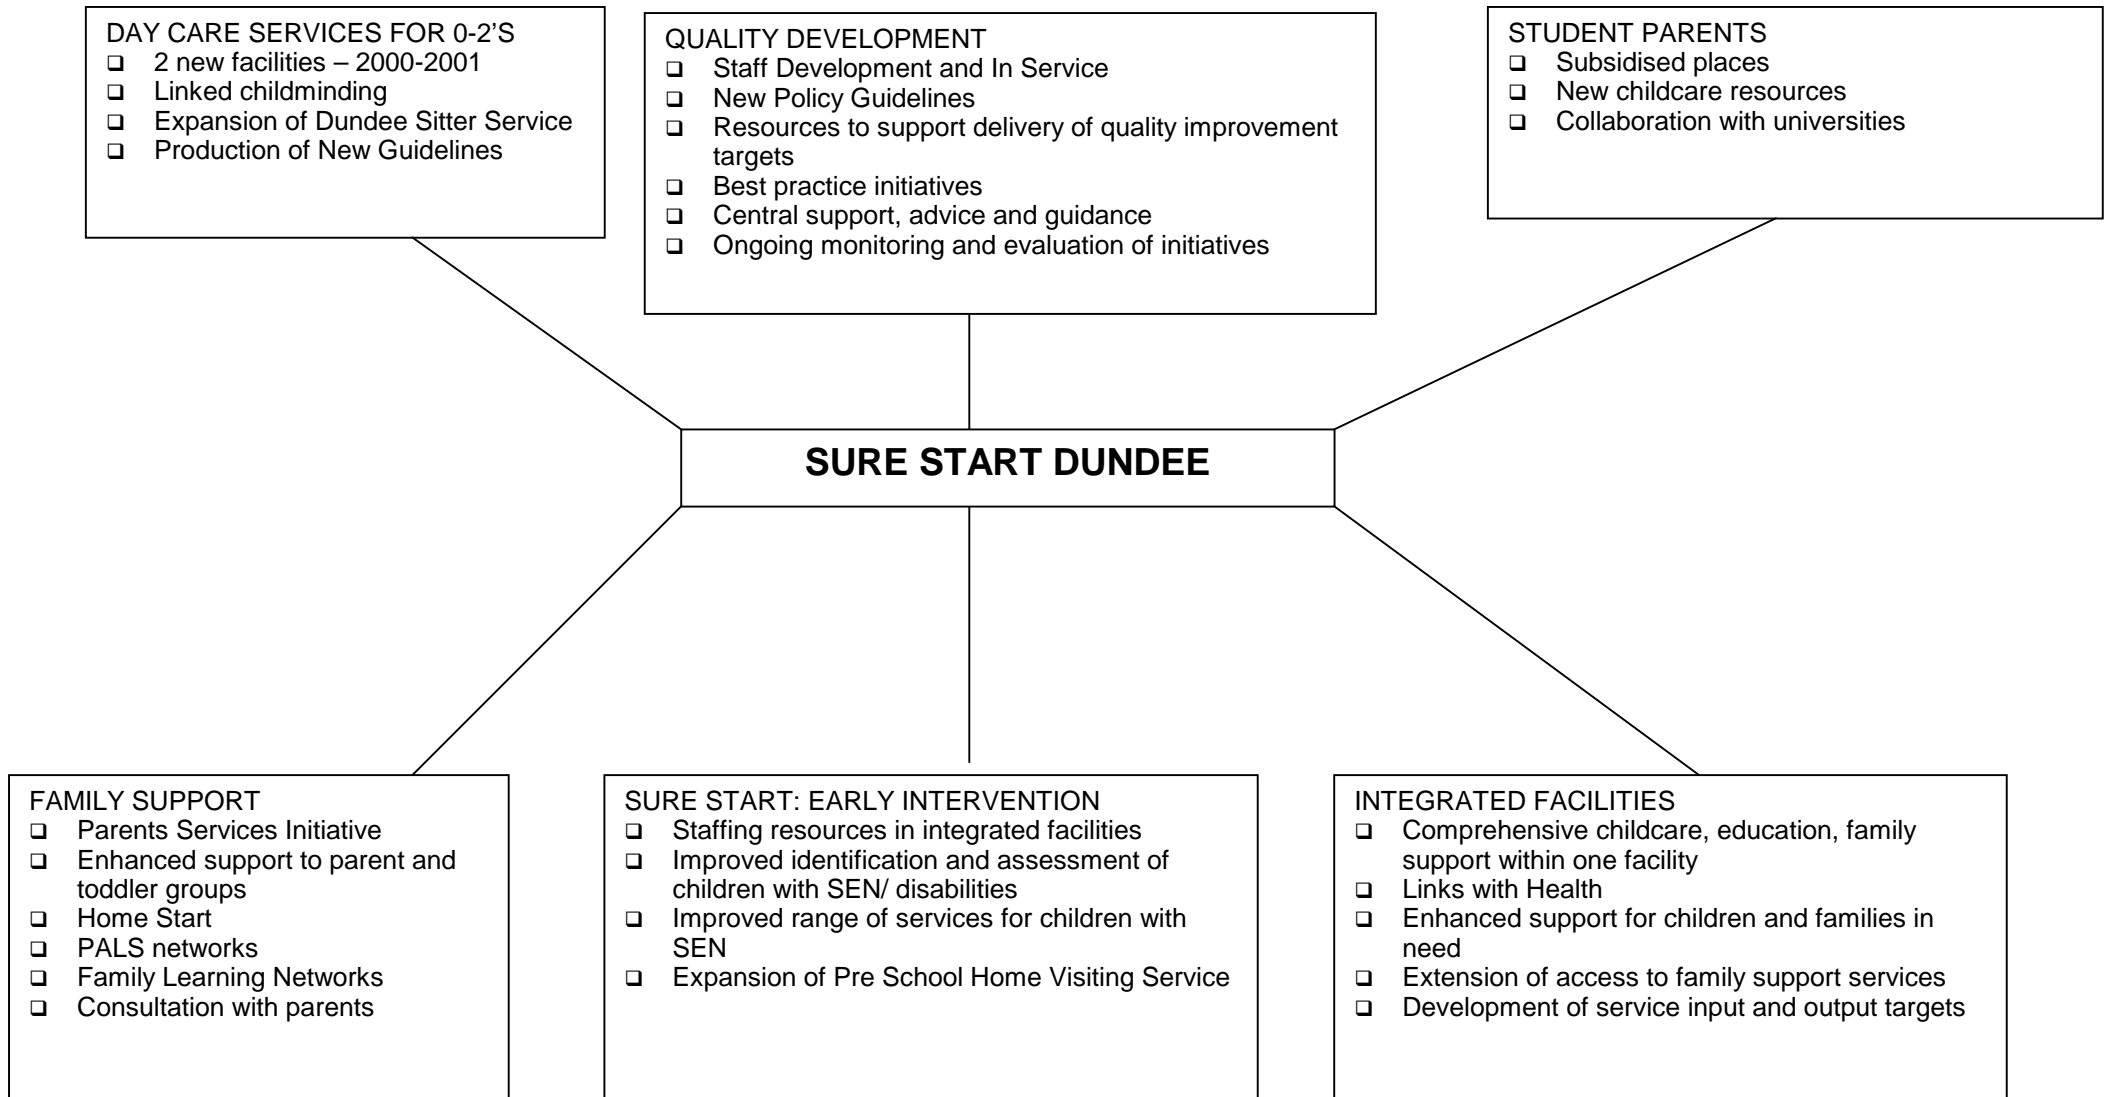 DAY CARE SERVICES FOR 0-2'S
❑ 2 new facilities – 2000-2001
❑ Linked childminding
❑ Expansion of Dundee Sitter Service
❑ Production of New Guidelines
QUALITY DEVELOPMENT
❑ Staff Development and In Service
❑ New Policy Guidelines
❑ Resources to support delivery of quality improvement
targets
❑ Best practice initiatives
❑ Central support, advice and guidance
❑ Ongoing monitoring and evaluation of initiatives
STUDENT PARENTS
❑ Subsidised places
❑ New childcare resources
❑ Collaboration with universities
SURE START DUNDEE
FAMILY SUPPORT
❑ Parents Services Initiative
❑ Enhanced support to parent and
toddler groups
❑ Home Start
❑ PALS networks
❑ Family Learning Networks
❑ Consultation with parents
SURE START: EARLY INTERVENTION
❑ Staffing resources in integrated facilities
❑ Improved identification and assessment of
children with SEN/ disabilities
❑ Improved range of services for children with
SEN
❑ Expansion of Pre School Home Visiting Service
INTEGRATED FACILITIES
❑ Comprehensive childcare, education, family
support within one facility
❑ Links with Health
❑ Enhanced support for children and families in
need
❑ Extension of access to family support services
❑ Development of service input and output targets